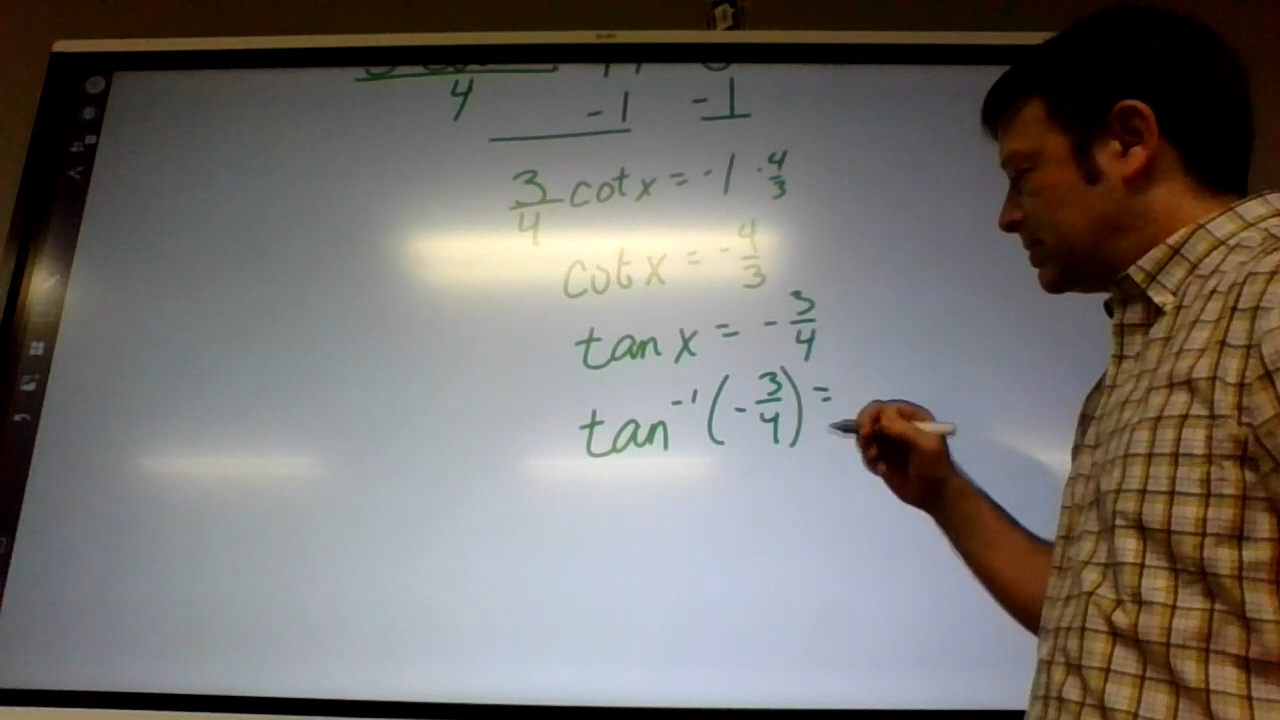 4
-1 -1
3/4 cot x = -1 · 4/3
cot x = -4/3
tan x = -3/4
tan⁻¹(-3/4) =